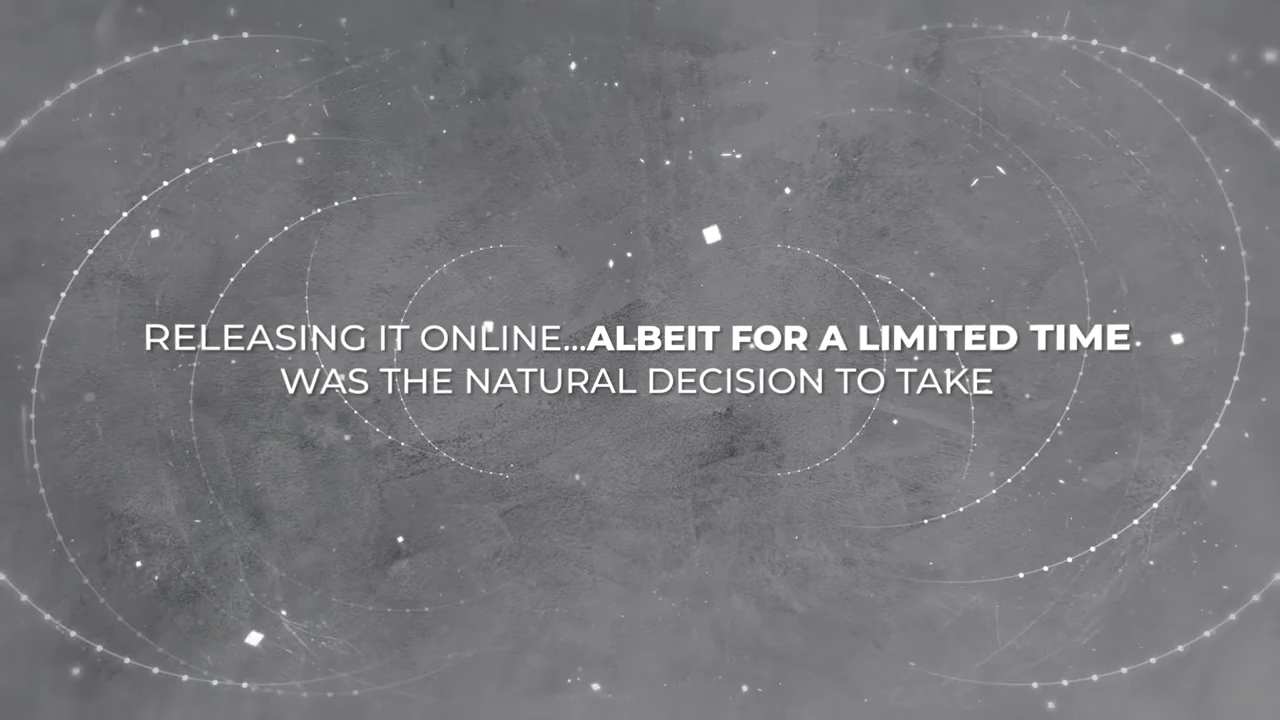 RELEASING IT ONLINE...ALBEIT FOR A LIMITED TIME
WAS THE NATURAL DECISION TO TAKE